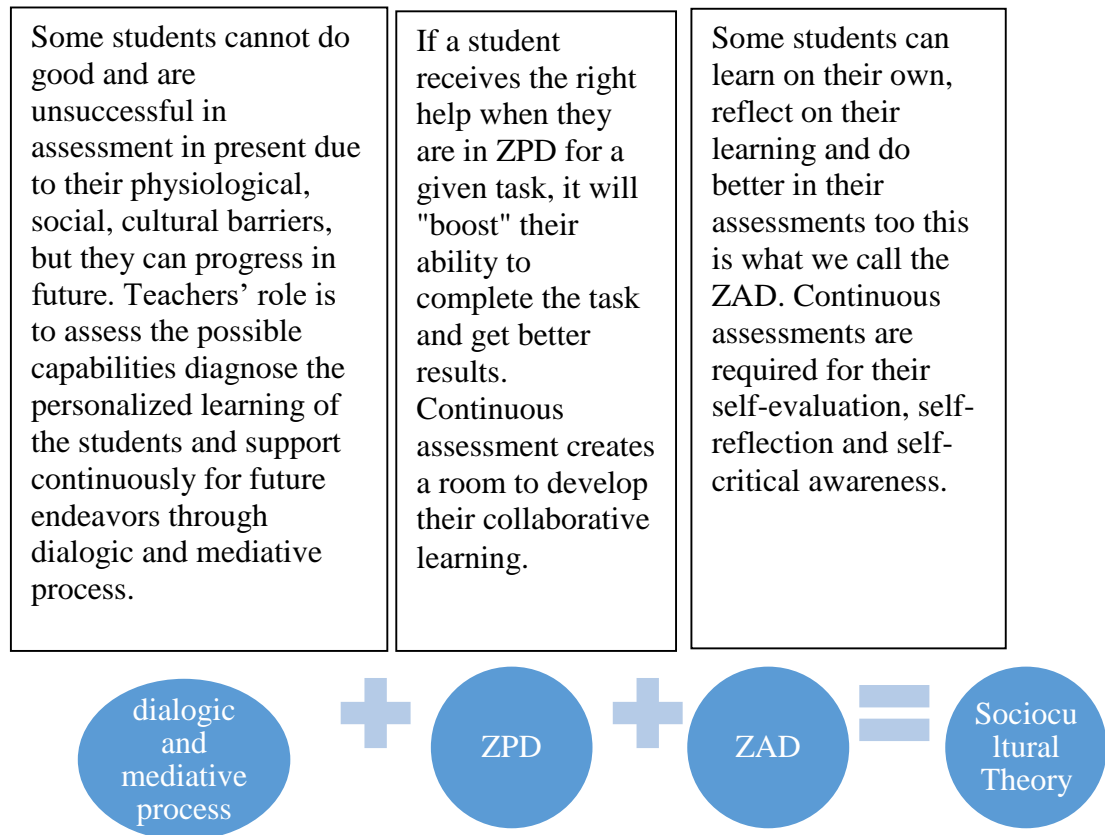 Some students cannot do
good and are
unsuccessful in
assessment in present due
to their physiological,
social, cultural barriers,
but they can progress in
future. Teachers’ role is
to assess the possible
capabilities diagnose the
personalized learning of
the students and support
continuously for future
endeavors through
dialogic and mediative
process.
If a student
receives the right
help when they
are in ZPD for a
given task, it will
"boost" their
ability to
complete the task
and get better
results.
Continuous
assessment creates
a room to develop
their collaborative
learning.
Some students can
learn on their own,
reflect on their
learning and do
better in their
assessments too this
is what we call the
ZAD. Continuous
assessments are
required for their
self-evaluation, self-
reflection and self-
critical awareness.
dialogic
and
mediative
process
ZPD
ZAD
Sociocu
ltural
Theory